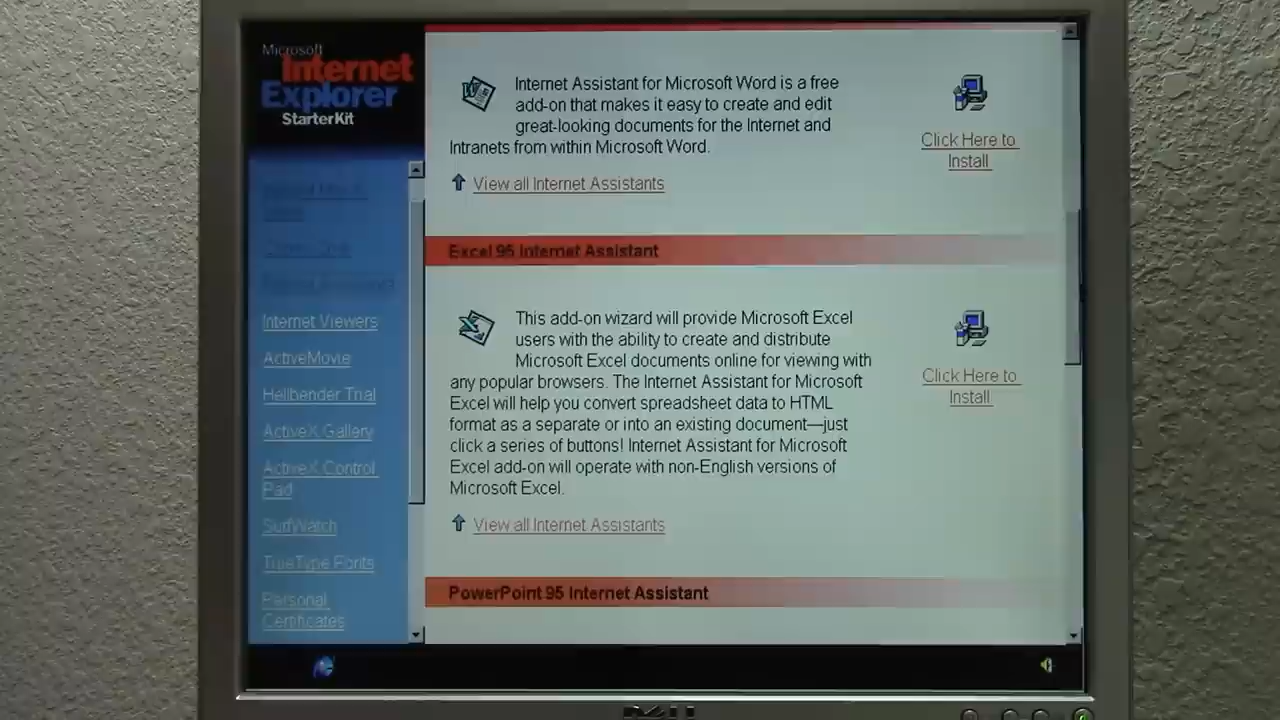 Microsoft
Internet
Explorer
StarterKit
Internet Viewers
ActiveMovie
Hellbender Trial
ActiveX Gallery
ActiveX Control
Pad
SurfWatch
TrueType Fonts
Personal
Certificates
Internet Assistant for Microsoft Word is a free
add-on that makes it easy to create and edit
great-looking documents for the Internet and
Intranets from within Microsoft Word.
Click Here to
Install
View all Internet Assistants
Excel 95 Internet Assistant
This add-on wizard will provide Microsoft Excel
users with the ability to create and distribute
Microsoft Excel documents online for viewing with
any popular browsers. The Internet Assistant for Microsoft
Excel will help you convert spreadsheet data to HTML
format as a separate or into an existing document—just
click a series of buttons! Internet Assistant for Microsoft
Excel add-on will operate with non-English versions of
Microsoft Excel.
Click Here to
Install
View all Internet Assistants
PowerPoint 95 Internet Assistant
DELL